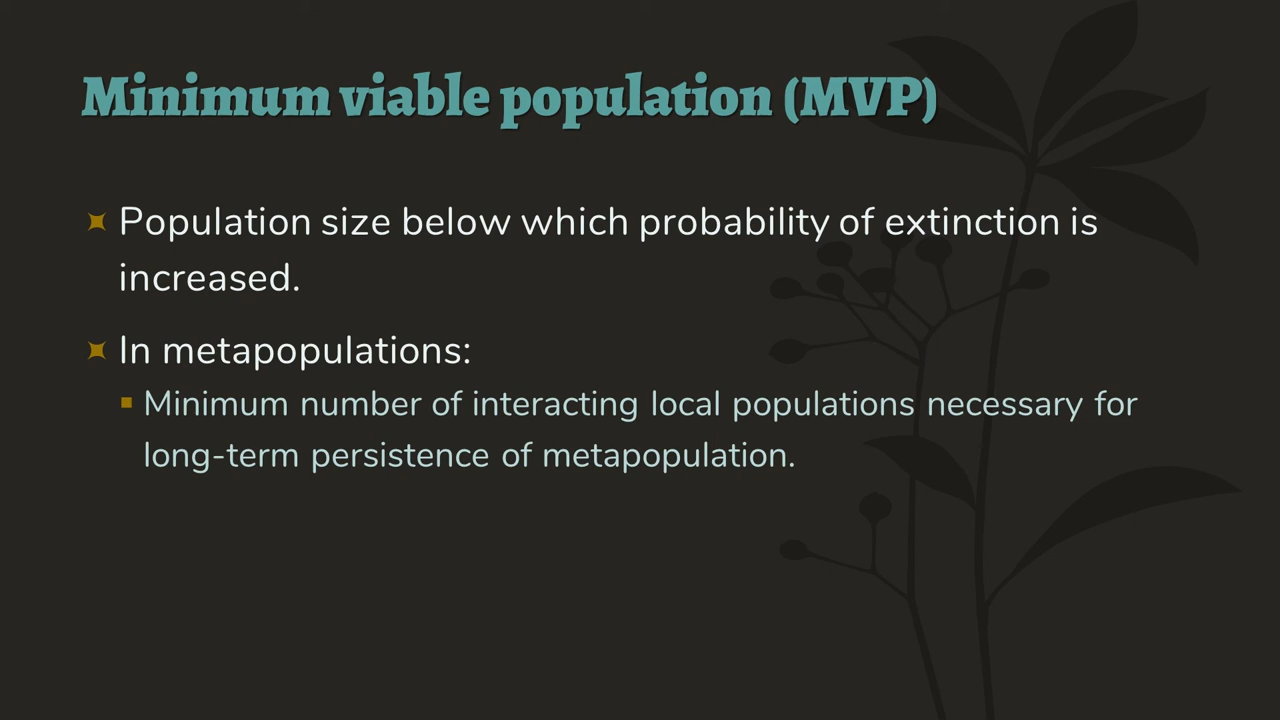 Minimum viable population (MVP)
Population size below which probability of extinction is
increased.
In metapopulations:
Minimum number of interacting local populations necessary for
long-term persistence of metapopulation.